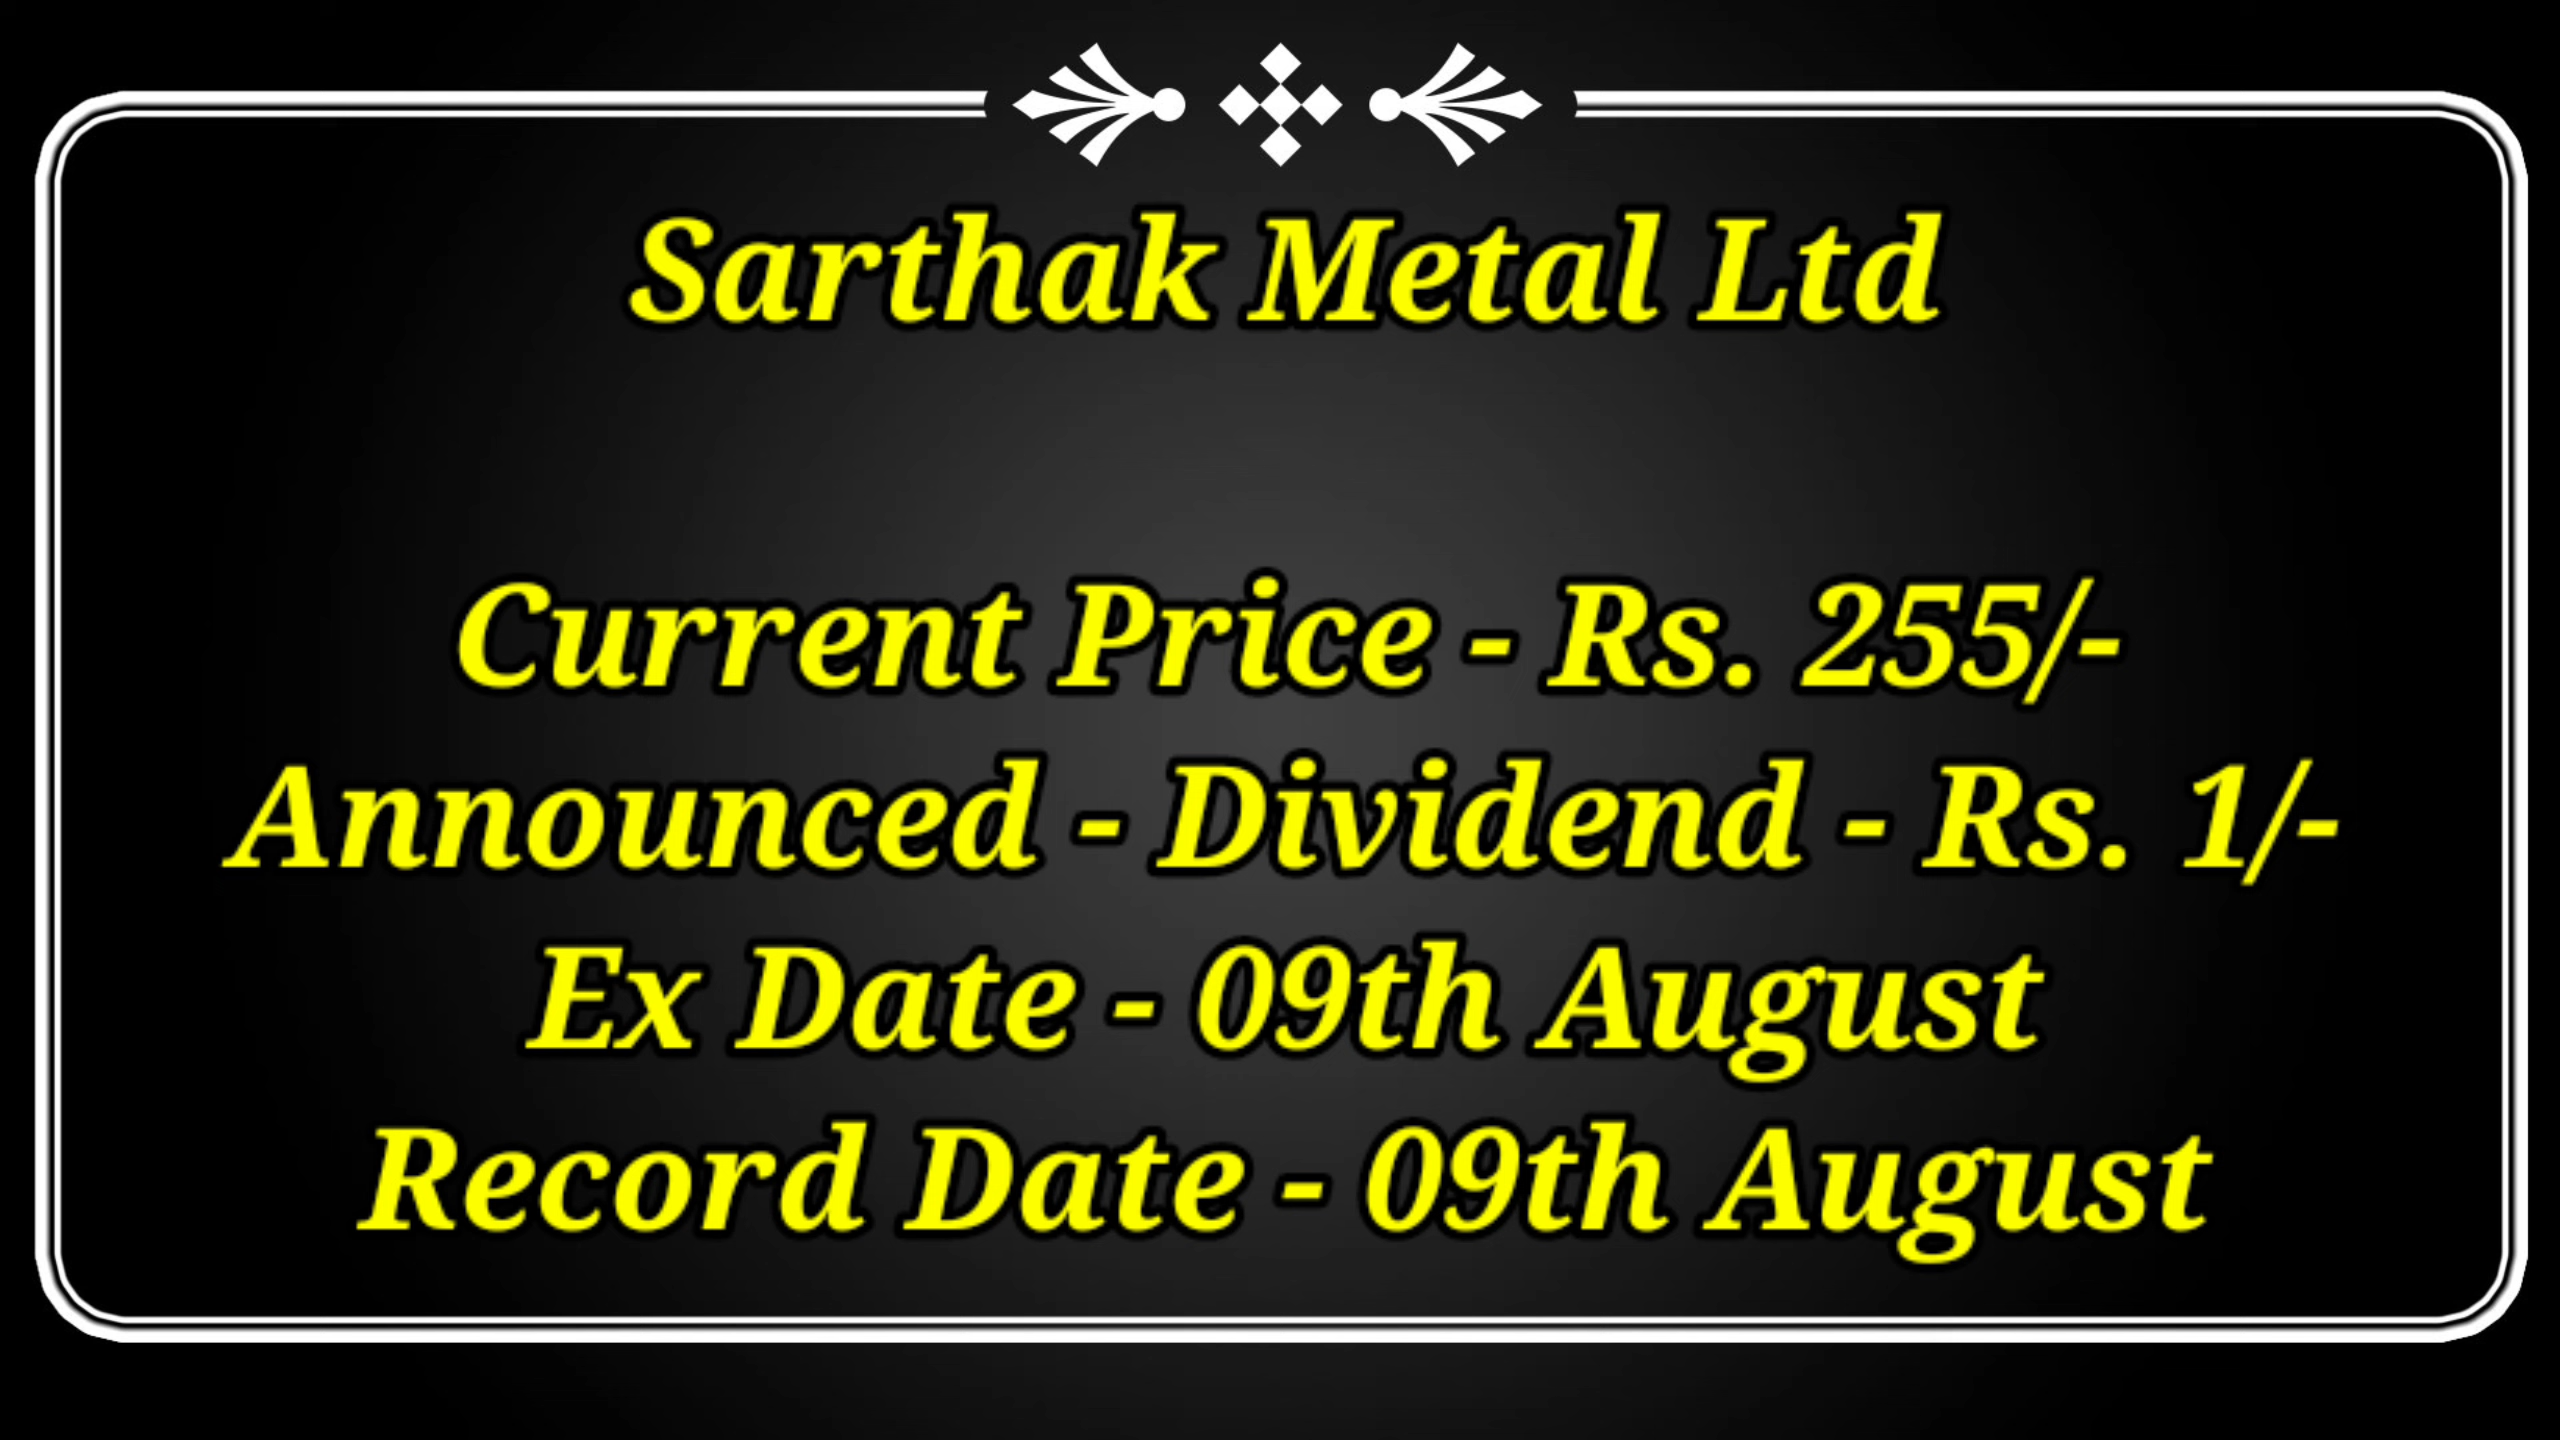 Sarthak Metal Ltd
Current Price - Rs. 255/-
Announced - Dividend - Rs. 1/-
Ex Date - 09th August
Record Date - 09th August